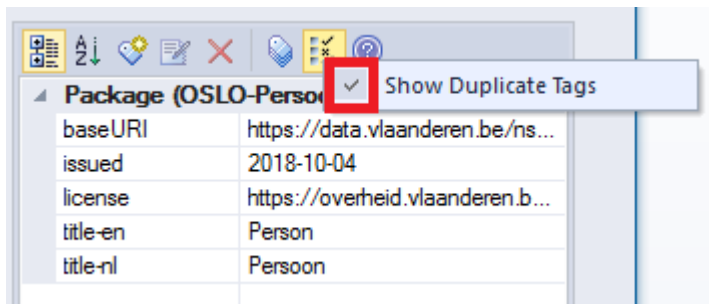 Show Duplicate Tags
Package (OSLO-Perso
baseURI https://data.vlaanderen.be/ns...
issued 2018-10-04
license https://overheid.vlaanderen.b...
title-en Person
title-nl Persoon